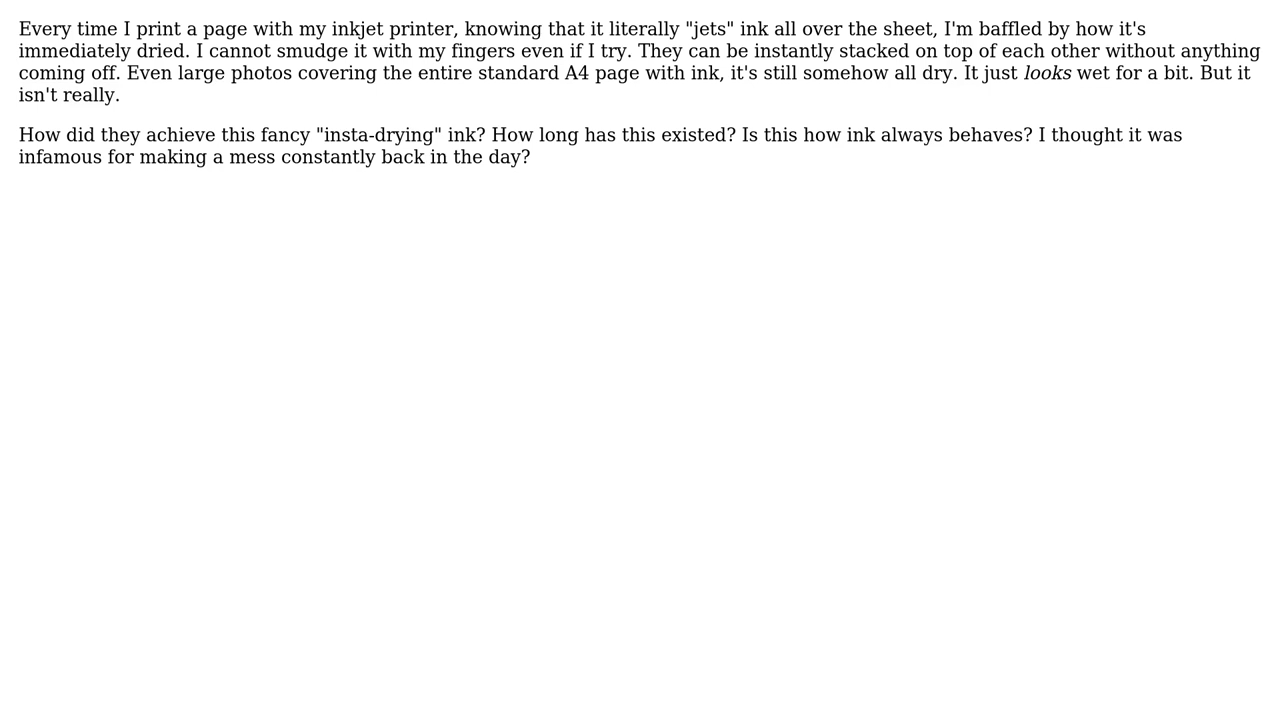 Every time I print a page with my inkjet printer, knowing that it literally "jets" ink all over the sheet, I'm baffled by how it's
immediately dried. I cannot smudge it with my fingers even if I try. They can be instantly stacked on top of each other without anything
coming off. Even large photos covering the entire standard A4 page with ink, it's still somehow all dry. It just looks wet for a bit. But it
isn't really.
How did they achieve this fancy "insta-drying" ink? How long has this existed? Is this how ink always behaves? I thought it was
infamous for making a mess constantly back in the day?